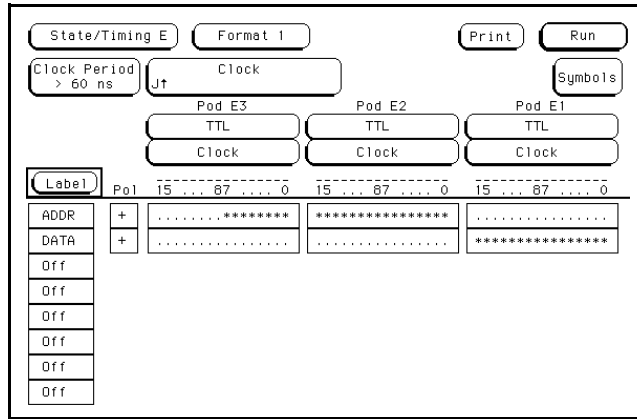 State/Timing E Format 1 Print Run
Clock Period > 60 ns
Clock
J↑
Symbols
Pod E3 Pod E2 Pod E1
TTL TTL TTL
Clock Clock Clock
Label Pol 15 ... 87 .... 0 15 ... 87 .... 0 15 ... 87 .... 0
ADDR + ........******** **************** ................
DATA + ................ ................ ****************
Off
Off
Off
Off
Off
Off